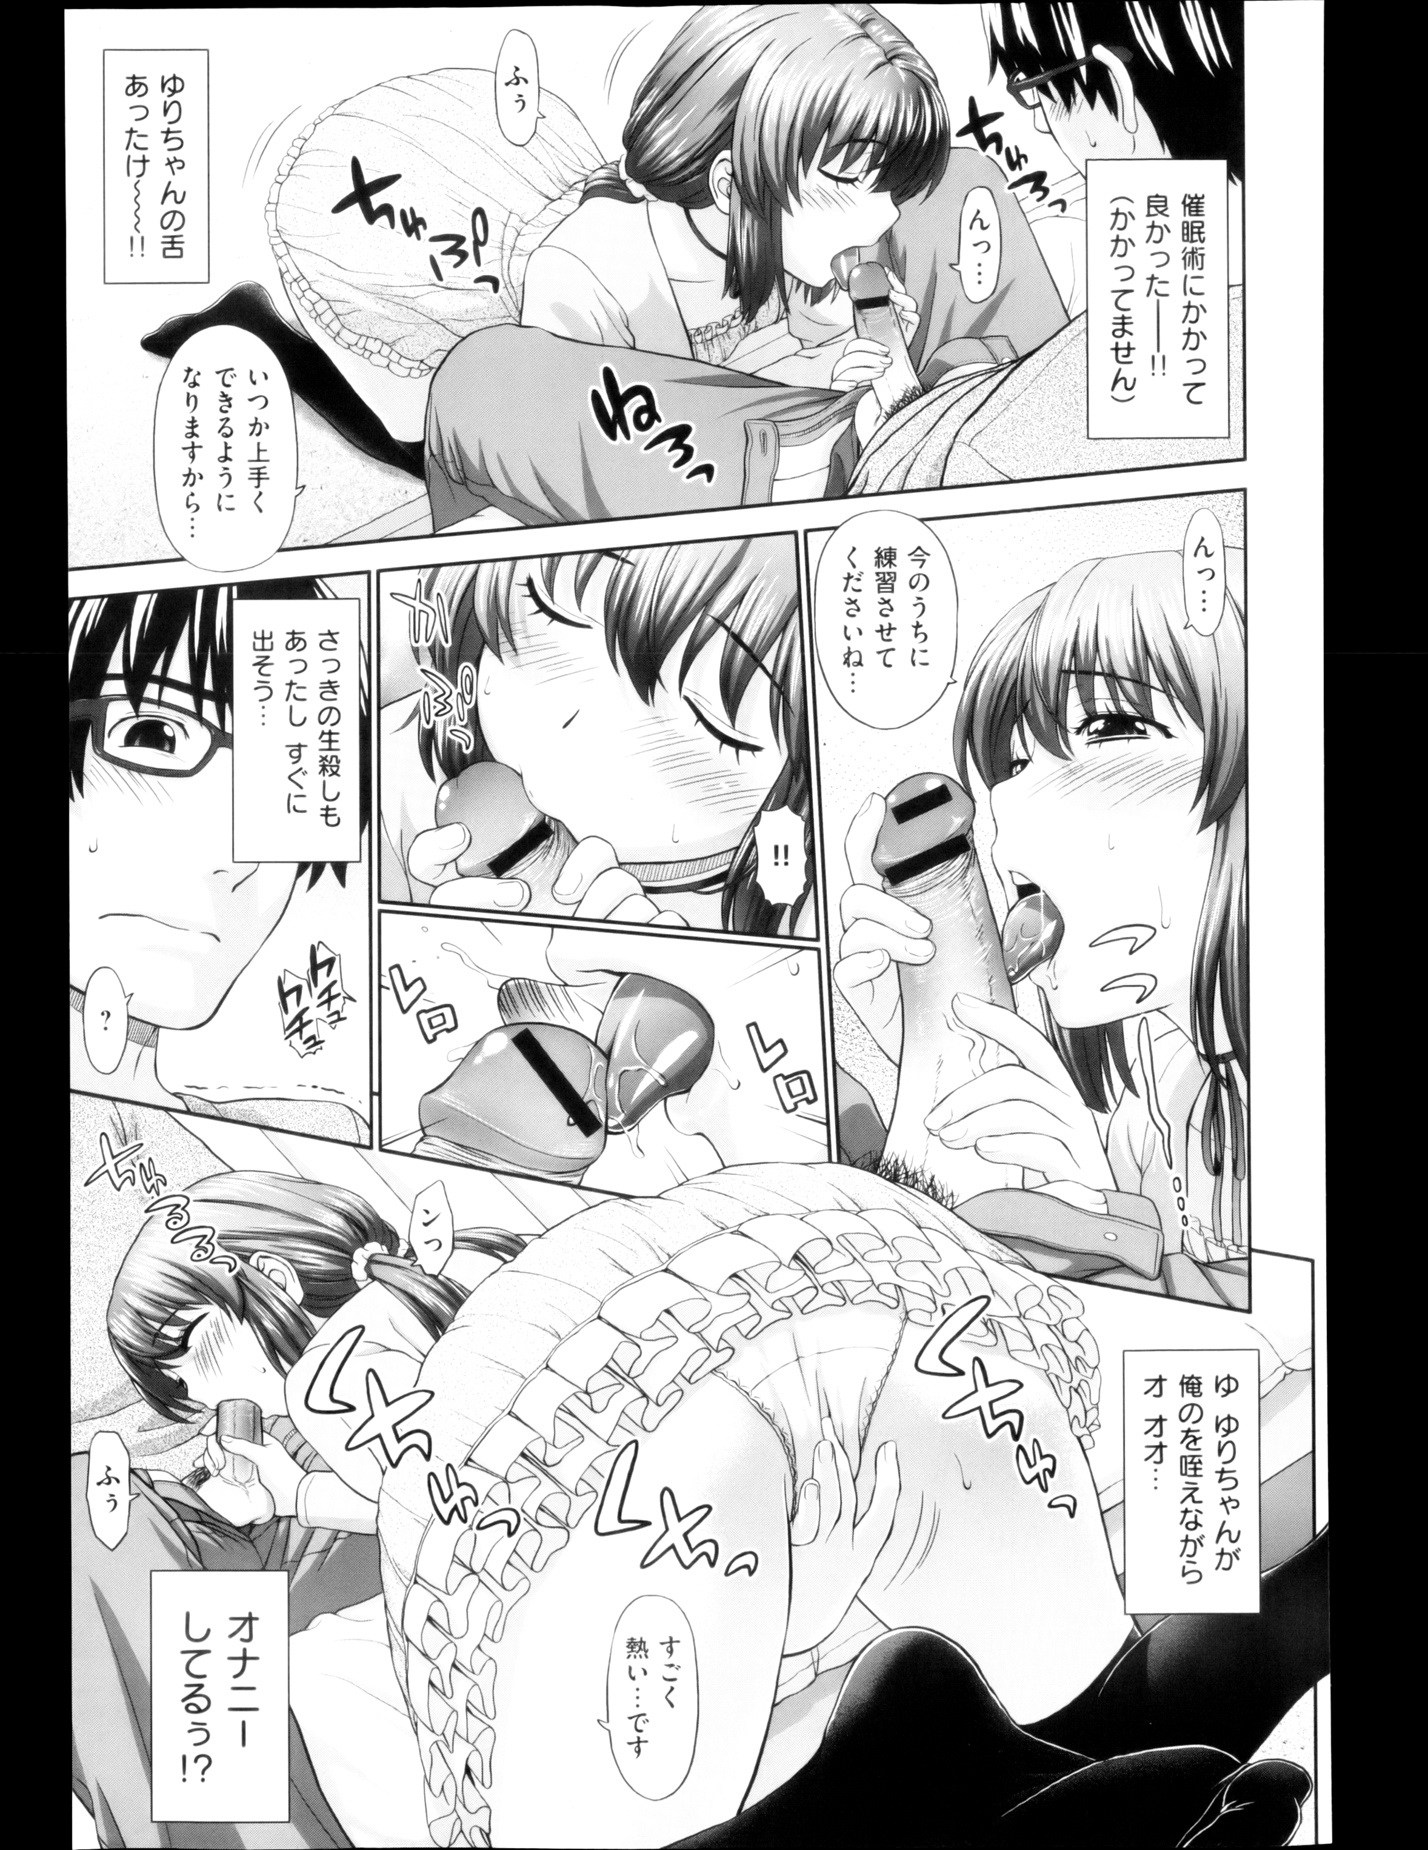 催眠術にかかって
良かった――!!
(かかってません)
んっ…
ちゅ
ろっ
ふぅ
ちゅ
ろっ
ねろっ
ゆりちゃんの舌
あったけ~~~!!
いつか上手く
できるように
なりますから…
んっ…
今のうちに
練習させて
くださいね…
つつ…
!!
かぷっ
レロ
レロ
さっきの生殺しも
あったし すぐに
出そう…
クチュ
クチュ
?
ゆ ゆりちゃんが
俺のを咥えながら
オ オオ…
ンっ
ちゅるるるっ
ふぅ
くちゅっ
くちゅっ
くちゅっ
すごく
熱い…です
オナニー
してるぅ!?